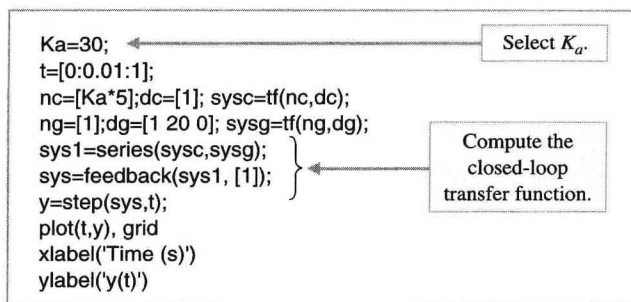 Ka=30;
Select Ka.
t=[0:0.01:1];
nc=[Ka*5];dc=[1]; sysc=tf(nc,dc);
ng=[1];dg=[1 20 0]; sysg=tf(ng,dg);
sys1=series(sysc,sysg);
sys=feedback(sys1, [1]);
Compute the
closed-loop
transfer function.
y=step(sys,t);
plot(t,y), grid
xlabel('Time (s)')
ylabel('y(t)')